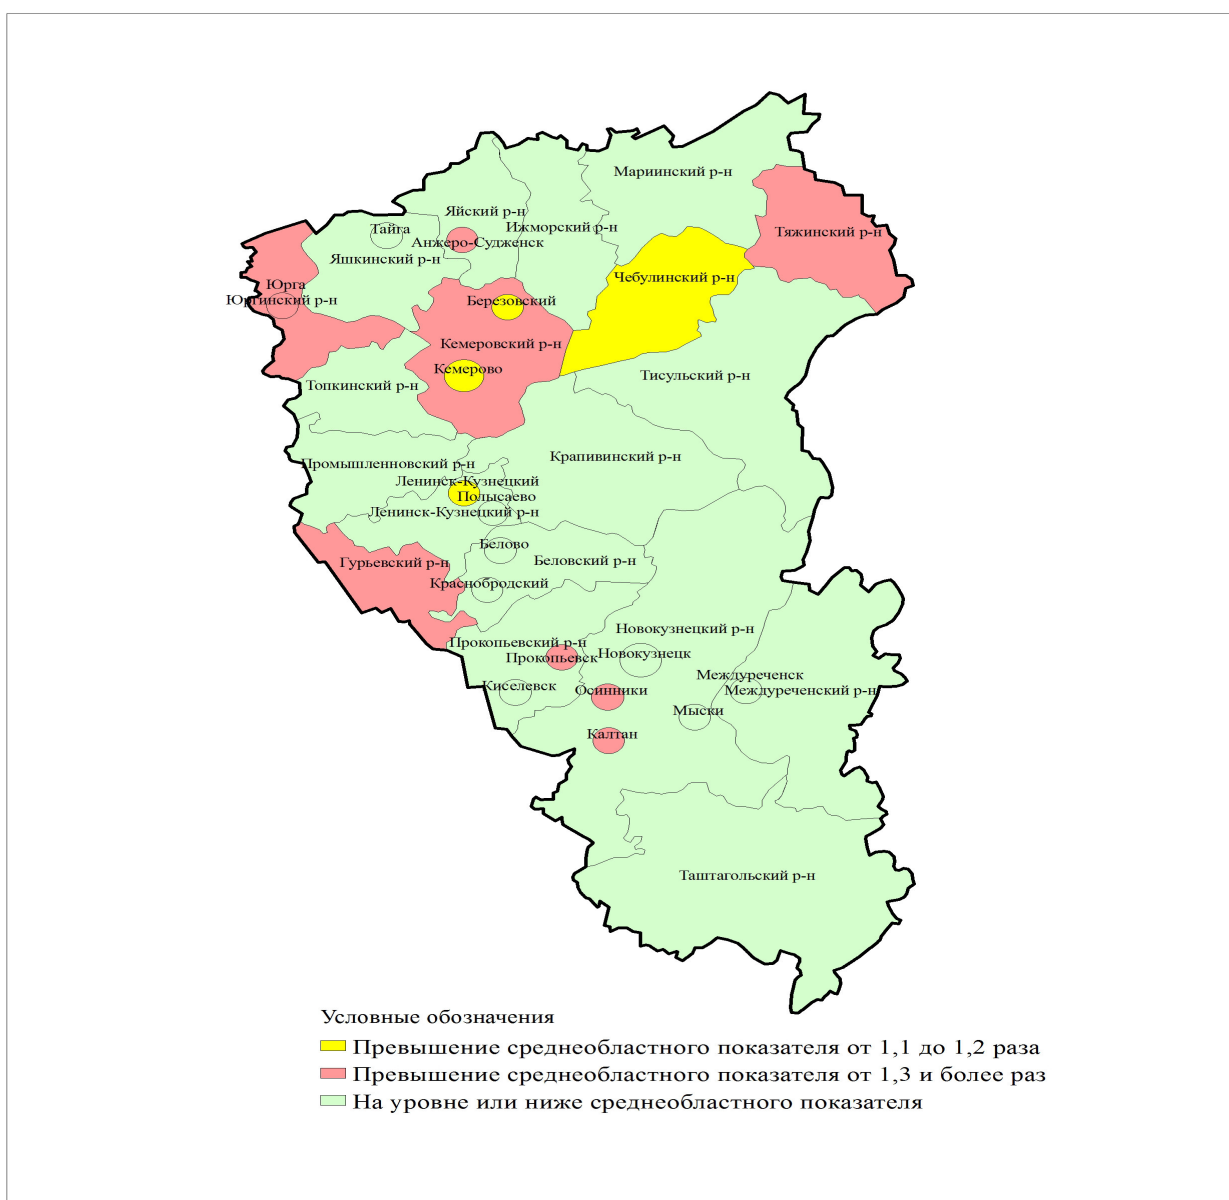 Мариинский р-н
Яйский р-н
Ижморский р-н
Тайга
Анжеро-Судженск
Тяжинский р-н
Яшкинский р-н
Чебулинский р-н
Юрга
Юргинский р-н
Березовский
Кемеровский р-н
Кемерово
Тисульский р-н
Топкинский р-н
Крапивинский р-н
Промышленновский р-н
Ленинск-Кузнецкий
Полысаево
Ленинск-Кузнецкий р-н
Белово
Беловский р-н
Гурьевский р-н
Краснобродский
Новокузнецкий р-н
Прокопьевский р-н
Прокопьевск
Новокузнецк
Междуреченск
Киселевск
Осинники
Междуреченский р-н
Мыски
Калтан
Таштагольский р-н
Условные обозначения
Превышение среднеобластного показателя от 1,1 до 1,2 раза
Превышение среднеобластного показателя от 1,3 и более раз
На уровне или ниже среднеобластного показателя